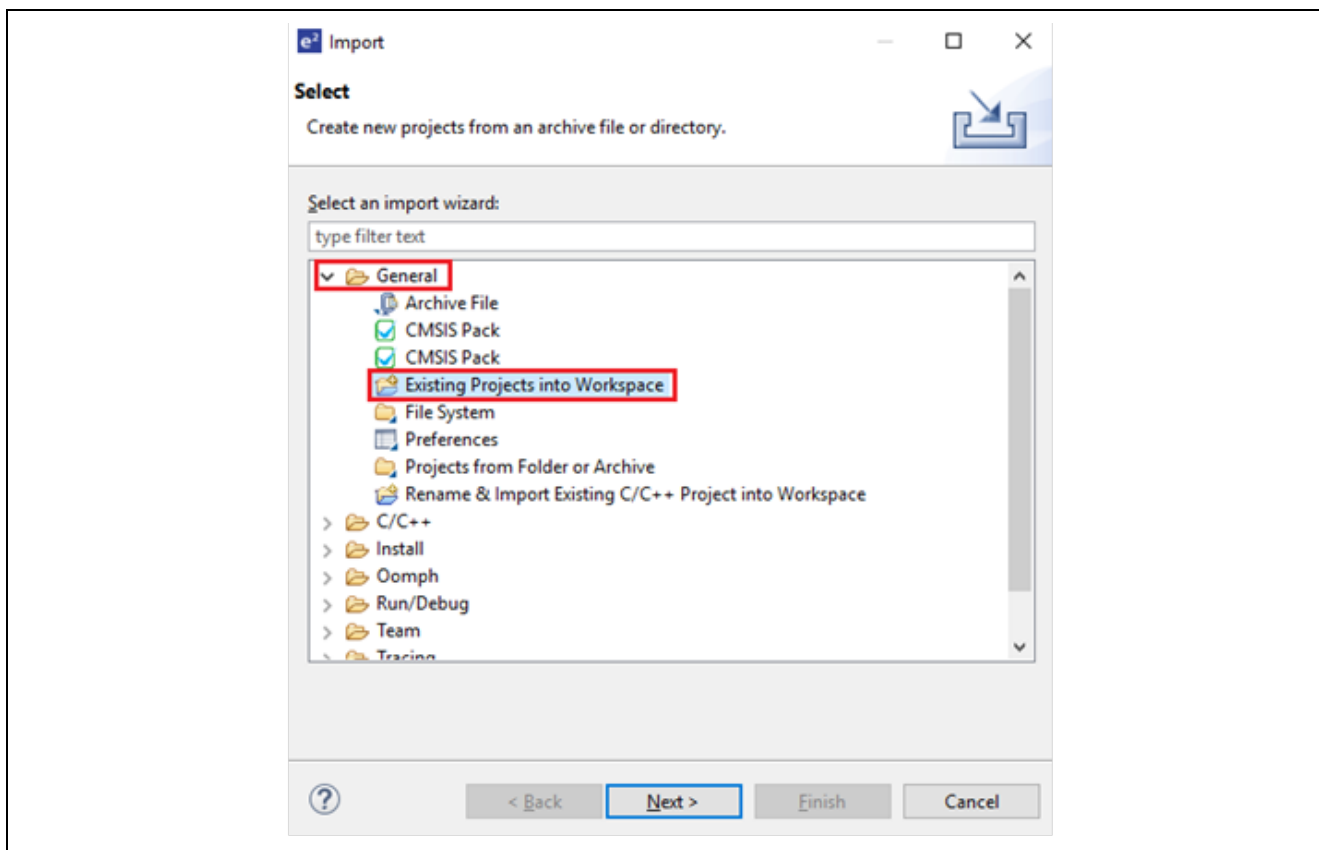 e² Import
Select
Create new projects from an archive file or directory.
Select an import wizard:
type filter text
General
Archive File
CMSIS Pack
CMSIS Pack
Existing Projects into Workspace
File System
Preferences
Projects from Folder or Archive
Rename & Import Existing C/C++ Project into Workspace
C/C++
Install
Oomph
Run/Debug
Team
Tracing
? < Back Next > Finish Cancel